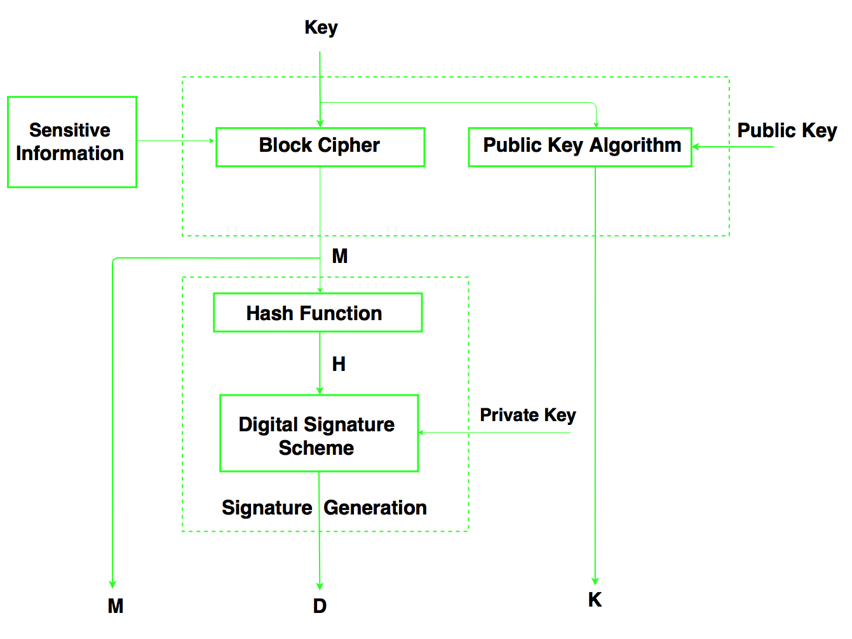 Key
Sensitive
Information
Block Cipher
Public Key Algorithm
Public Key
M
Hash Function
H
Digital Signature
Scheme
Private Key
Signature Generation
M
D
K